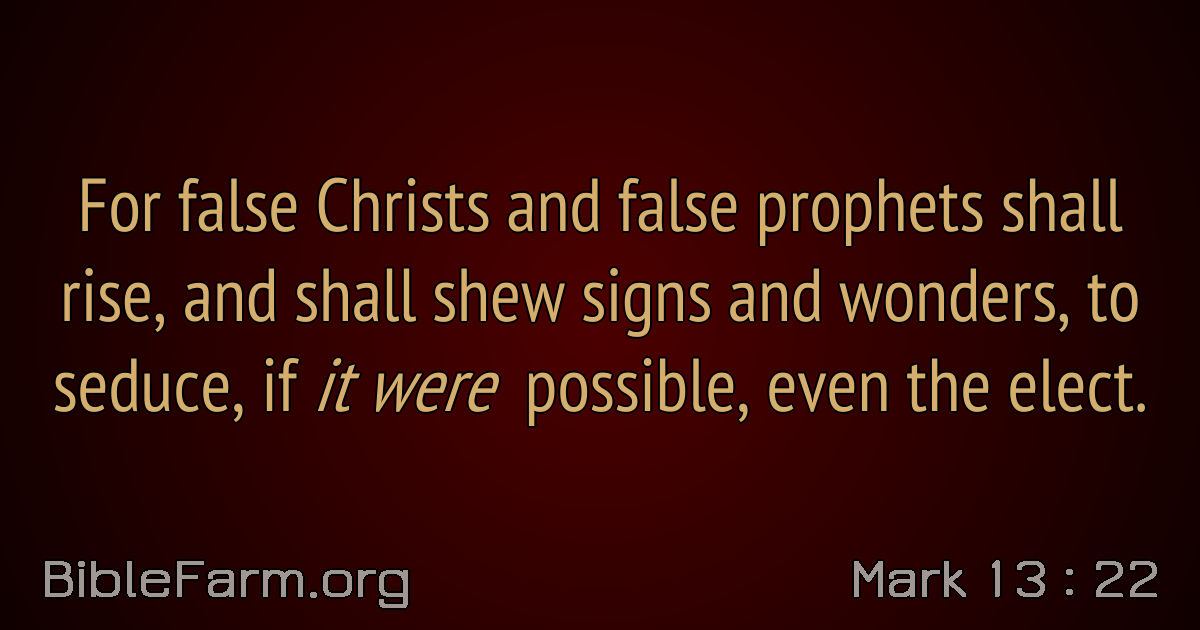 For false Christs and false prophets shall
rise, and shall shew signs and wonders, to
seduce, if it were possible, even the elect.
BibleFarm.org
Mark 13 : 22